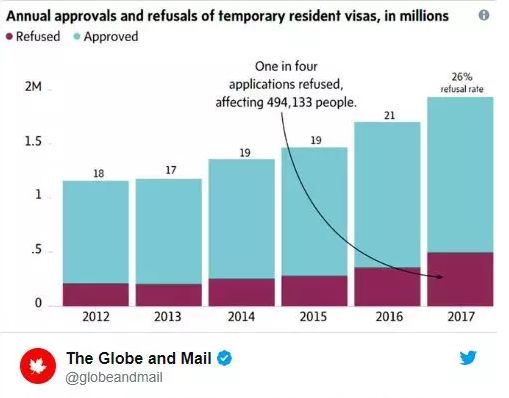 Annual approvals and refusals of temporary resident visas, in millions
Refused Approved
One in four
applications refused,
affecting 494,133 people.
26%
refusal rate
2M
1.5
1
.5
0
18
17
19
19
21
2012
2013
2014
2015
2016
2017
The Globe and Mail
@globeandmail